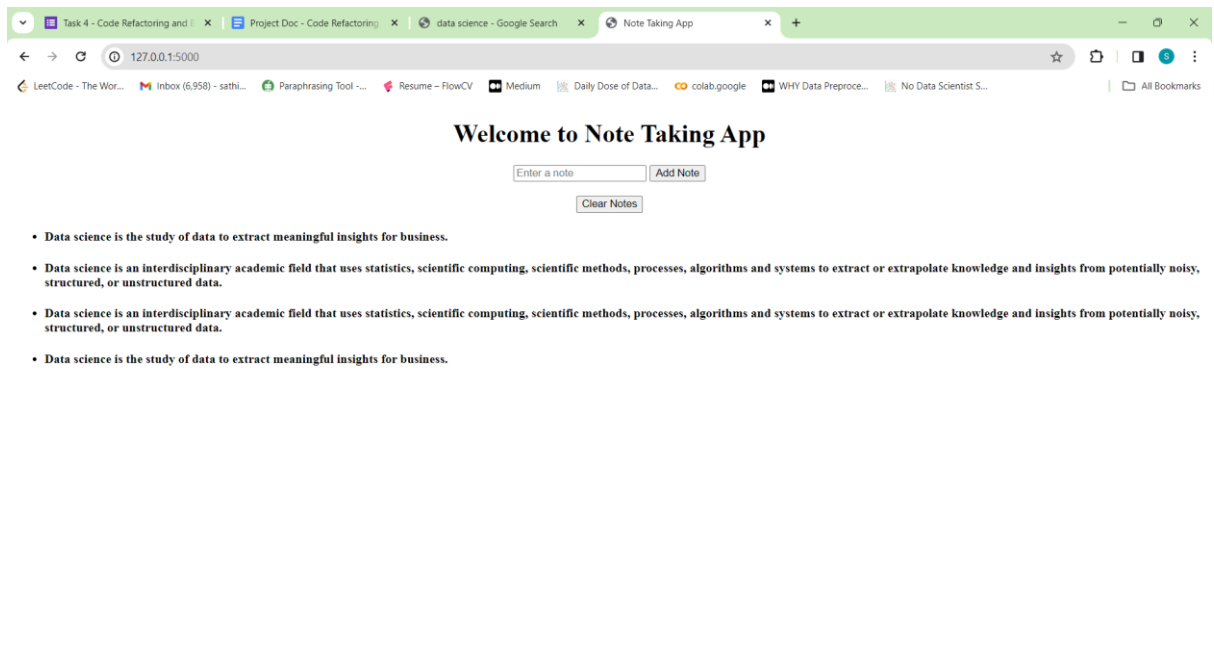 Task 4 - Code Refactoring and
Project Doc - Code Refactoring
data science - Google Search
Note Taking App
127.0.0.1:5000
LeetCode - The Wor...
Inbox (6,958) - sathi...
Paraphrasing Tool -...
Resume – FlowCV
Medium
Daily Dose of Data...
colab.google
WHY Data Preproce...
No Data Scientist S...
All Bookmarks
Welcome to Note Taking App
Enter a note
Add Note
Clear Notes
• Data science is the study of data to extract meaningful insights for business.
• Data science is an interdisciplinary academic field that uses statistics, scientific computing, scientific methods, processes, algorithms and systems to extract or extrapolate knowledge and insights from potentially noisy,
structured, or unstructured data.
• Data science is an interdisciplinary academic field that uses statistics, scientific computing, scientific methods, processes, algorithms and systems to extract or extrapolate knowledge and insights from potentially noisy,
structured, or unstructured data.
• Data science is the study of data to extract meaningful insights for business.